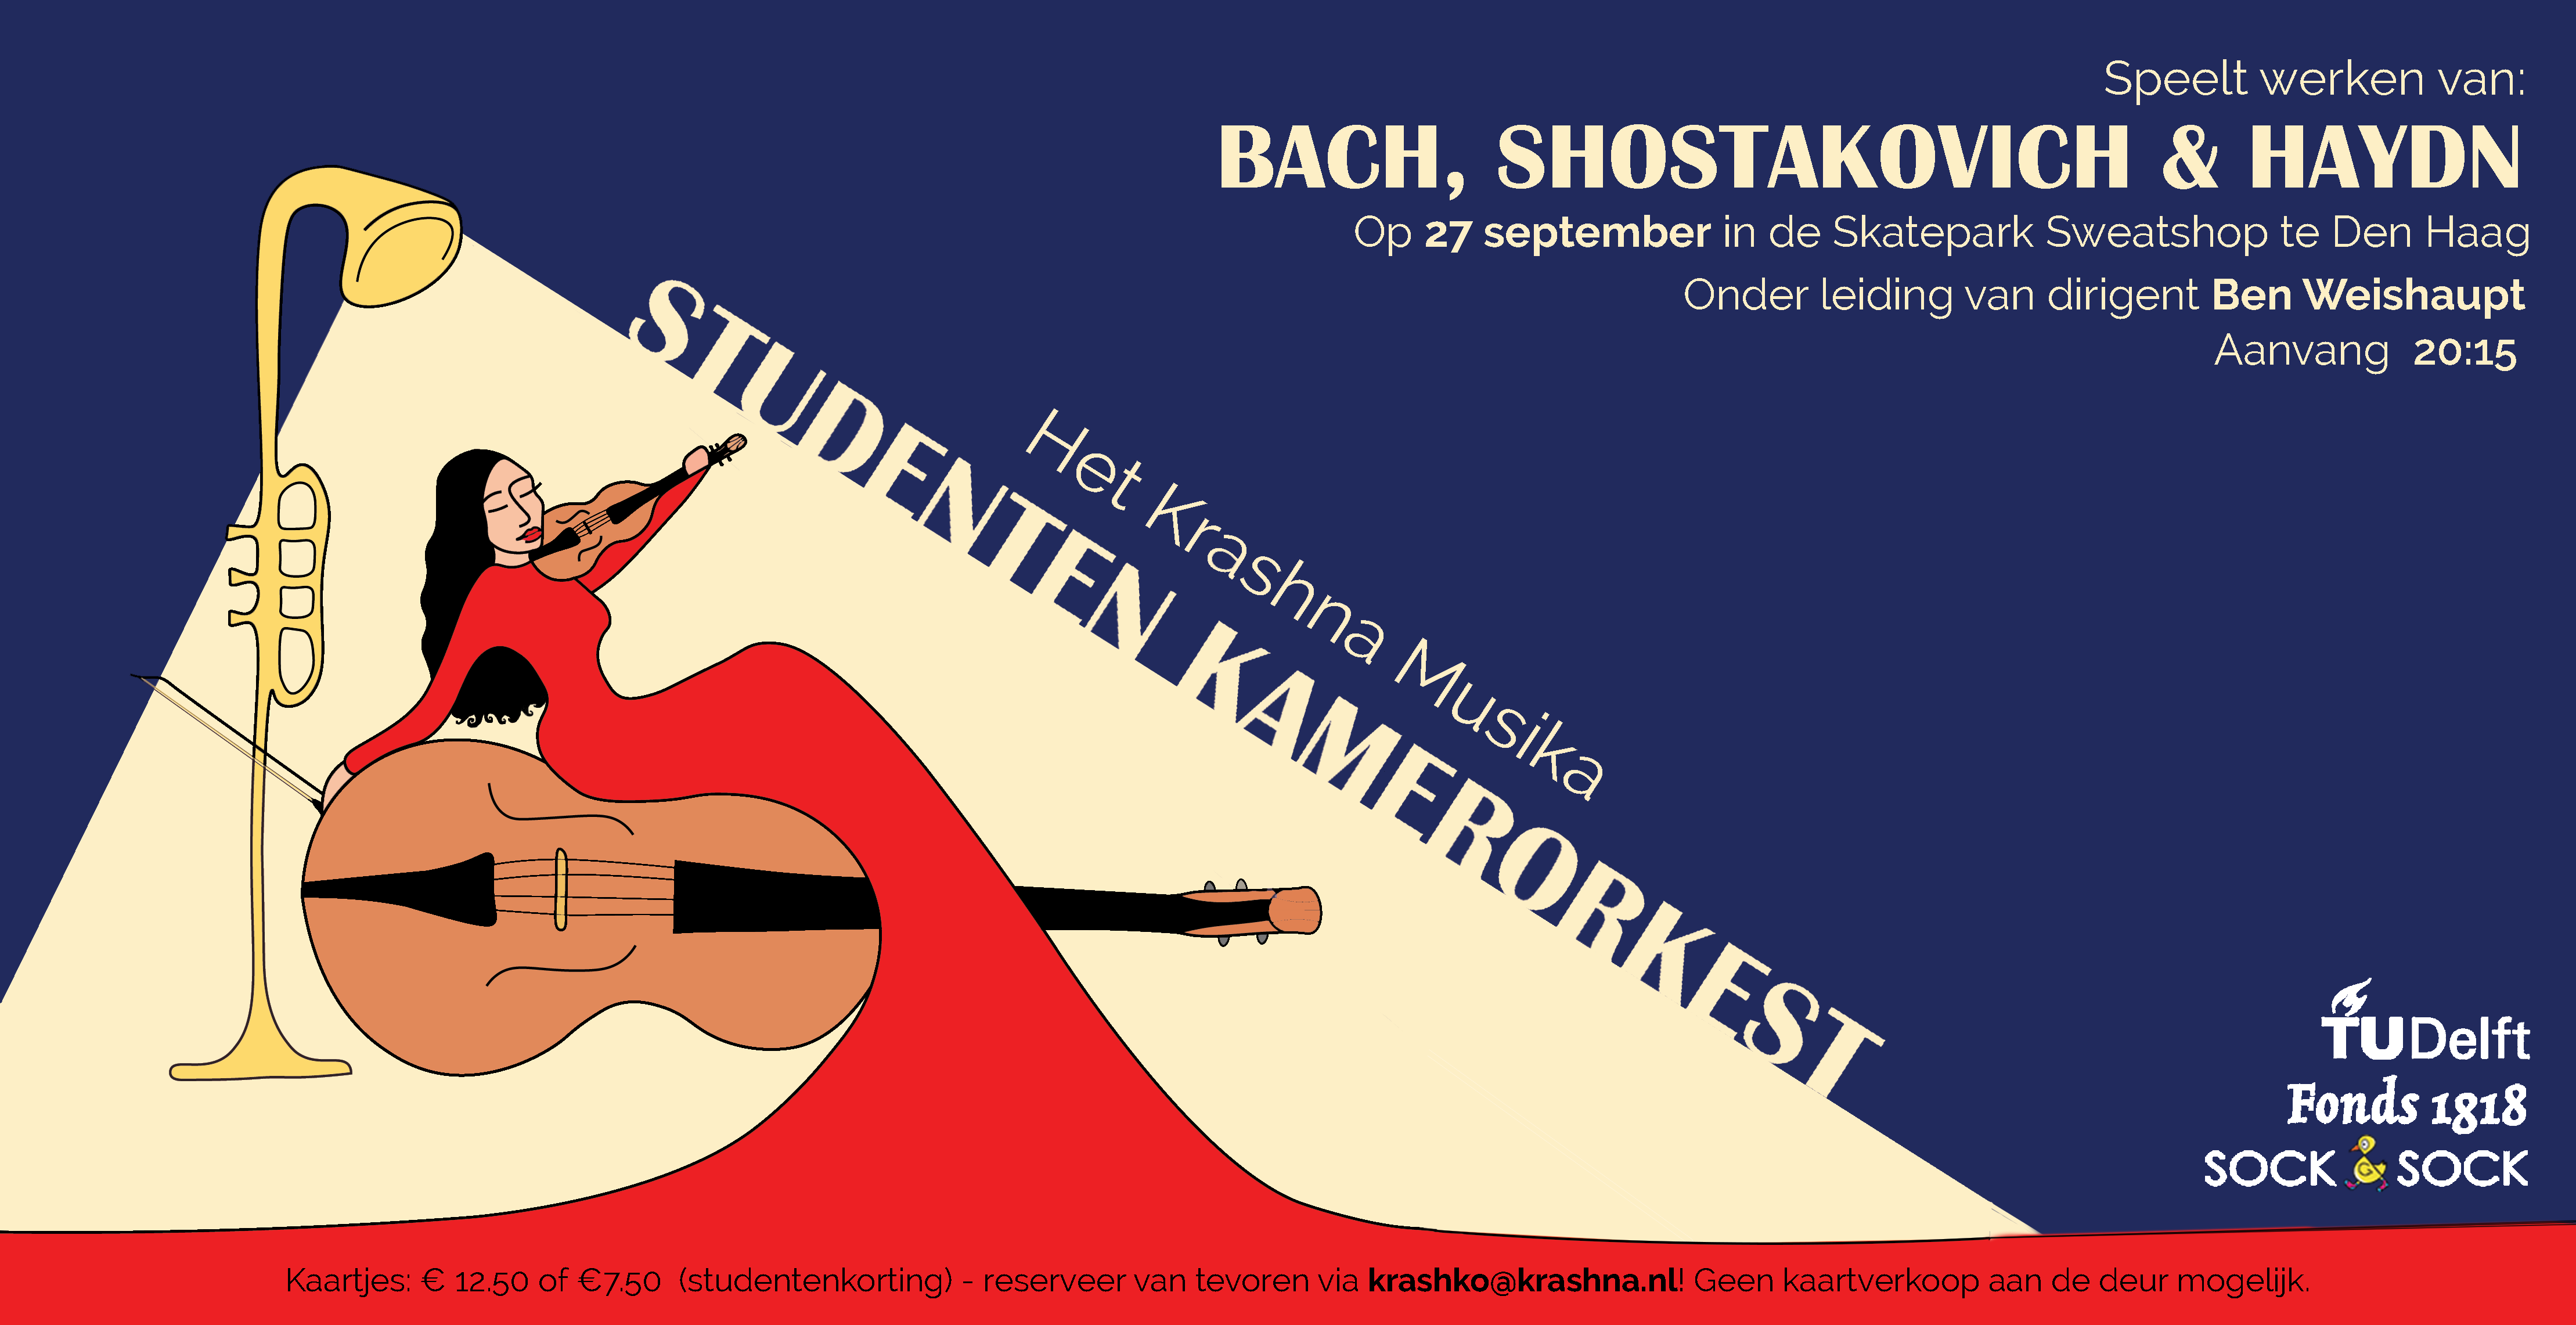 Speelt werken van:
BACH, SHOSTAKOVICH & HAYDN
Op 27 september in de Skatepark Sweatshop te Den Haag
Onder leiding van dirigent Ben Weishaupt
Aanvang 20:15
Het Krashna Musika
STUDENTEN KAMERORKEST
TUDelft
Fonds 1818
SOCK G SOCK
Kaartjes: € 12.50 of €7.50 (studentenkorting) - reserveer van tevoren via krashko@krashna.nl! Geen kaartverkoop aan de deur mogelijk.